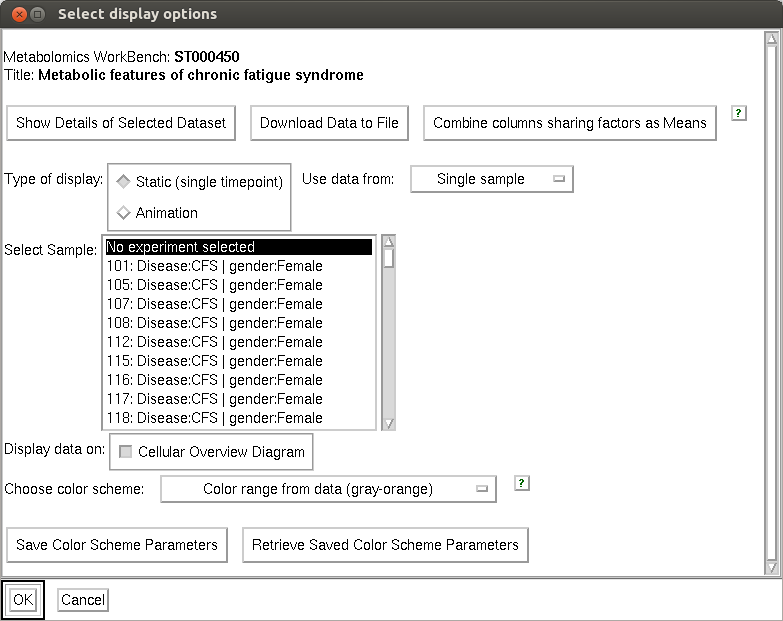 Select display options
Metabolomics WorkBench: ST000450
Title: Metabolic features of chronic fatigue syndrome
Show Details of Selected Dataset Download Data to File Combine columns sharing factors as Means ?
Type of display: Static (single timepoint) Use data from: Single sample
Animation
Select Sample: No experiment selected
101: Disease:CFS | gender:Female
105: Disease:CFS | gender:Female
107: Disease:CFS | gender:Female
108: Disease:CFS | gender:Female
112: Disease:CFS | gender:Female
115: Disease:CFS | gender:Female
116: Disease:CFS | gender:Female
117: Disease:CFS | gender:Female
118: Disease:CFS | gender:Female
Display data on: Cellular Overview Diagram
Choose color scheme: Color range from data (gray-orange) ?
Save Color Scheme Parameters Retrieve Saved Color Scheme Parameters
OK Cancel